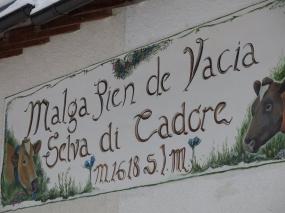 Malga Pien de Vacia
Selva di Cadore
m.1618 s.l.m.